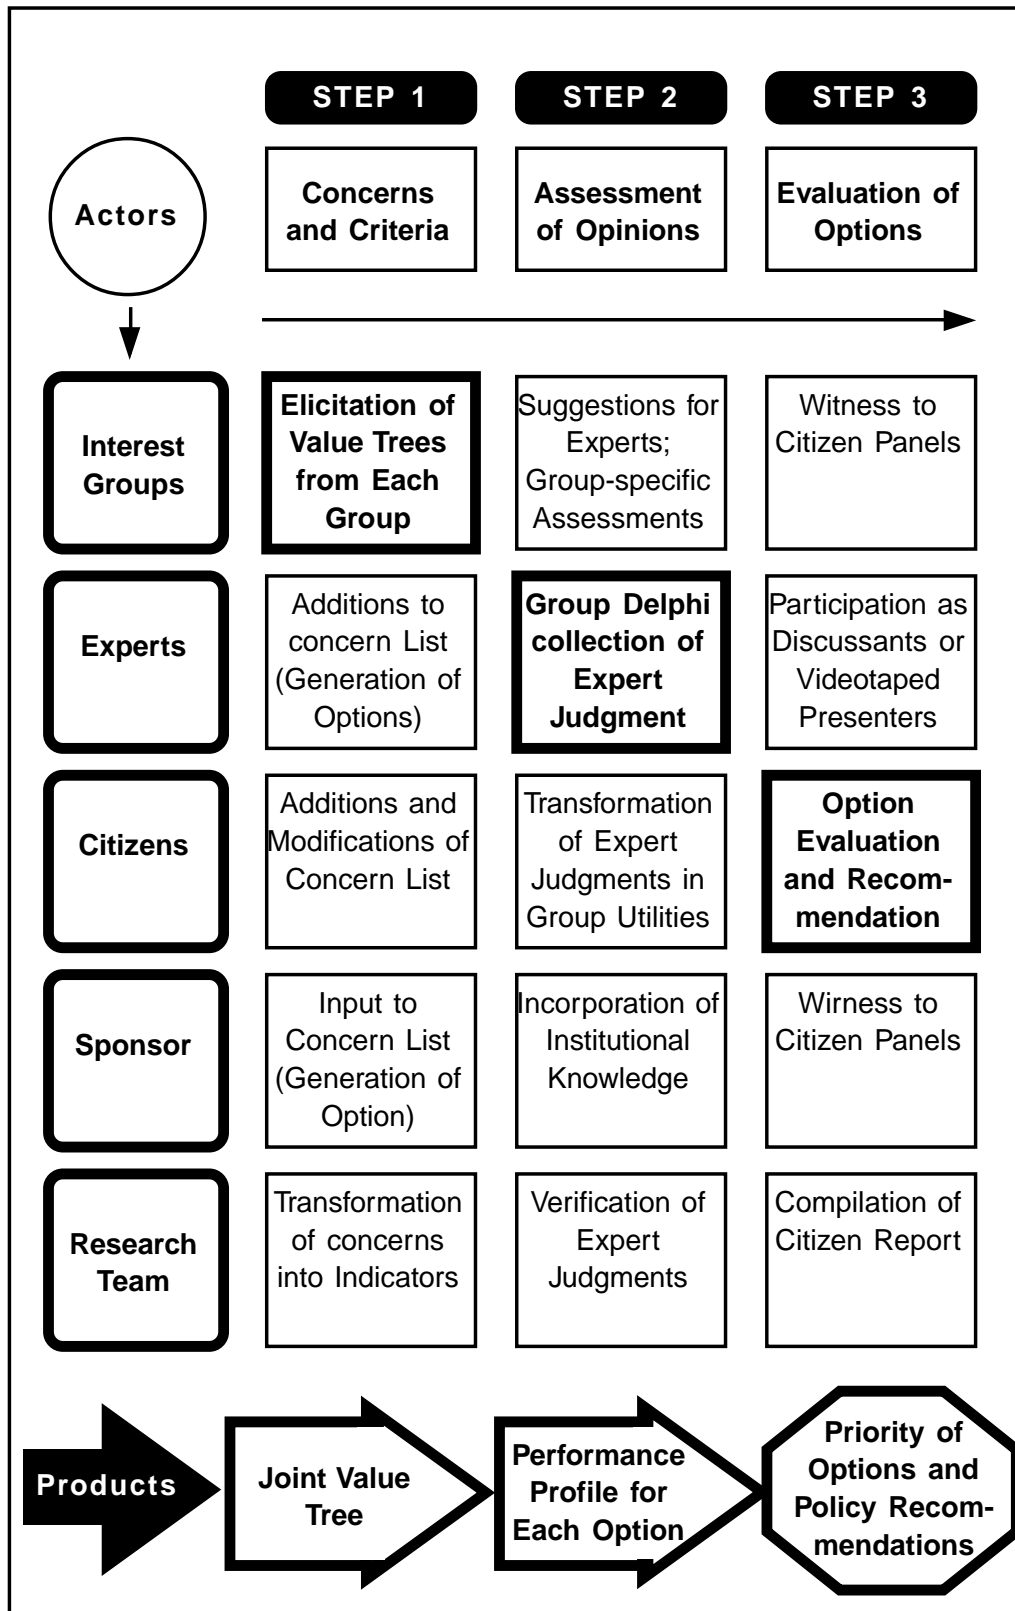 STEP 1
STEP 2
STEP 3
Actors
Concerns
and Criteria
Assessment
of Opinions
Evaluation of
Options
Interest
Groups
Elicitation of
Value Trees
from Each
Group
Suggestions for
Experts;
Group-specific
Assessments
Witness to
Citizen Panels
Experts
Additions to
concern List
(Generation of
Options)
Group Delphi
collection of
Expert
Judgment
Participation as
Discussants or
Videotaped
Presenters
Citizens
Additions and
Modifications of
Concern List
Transformation
of Expert
Judgments in
Group Utilities
Option
Evaluation
and Recom-
mendation
Sponsor
Input to
Concern List
(Generation of
Option)
Incorporation of
Institutional
Knowledge
Wirness to
Citizen Panels
Research
Team
Transformation
of concerns
into Indicators
Verification of
Expert
Judgments
Compilation of
Citizen Report
Products
Joint Value
Tree
Performance
Profile for
Each Option
Priority of
Options and
Policy Recom-
mendations